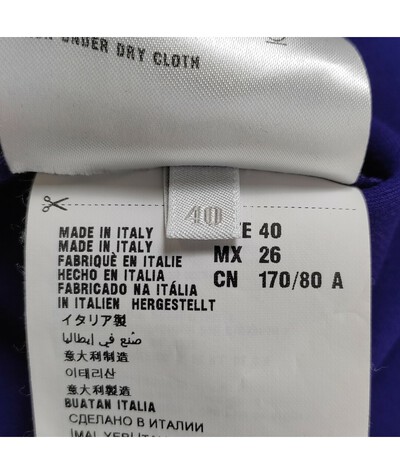 UNDER DRY CLOTH
40
MADE IN ITALY
MADE IN ITALY
FABRIQUÈ EN ITALIE
HECHO EN ITALIA
FABRICADO NA ITÁLIA
IN ITALIEN HERGESTELLT
イタリア製
صنع في إيطاليا
意大利制造
이태리산
意大利製造
BUATAN ITALIA
СДЕЛАНО В ИТАЛИИ
E 40
MX 26
CN 170/80 A